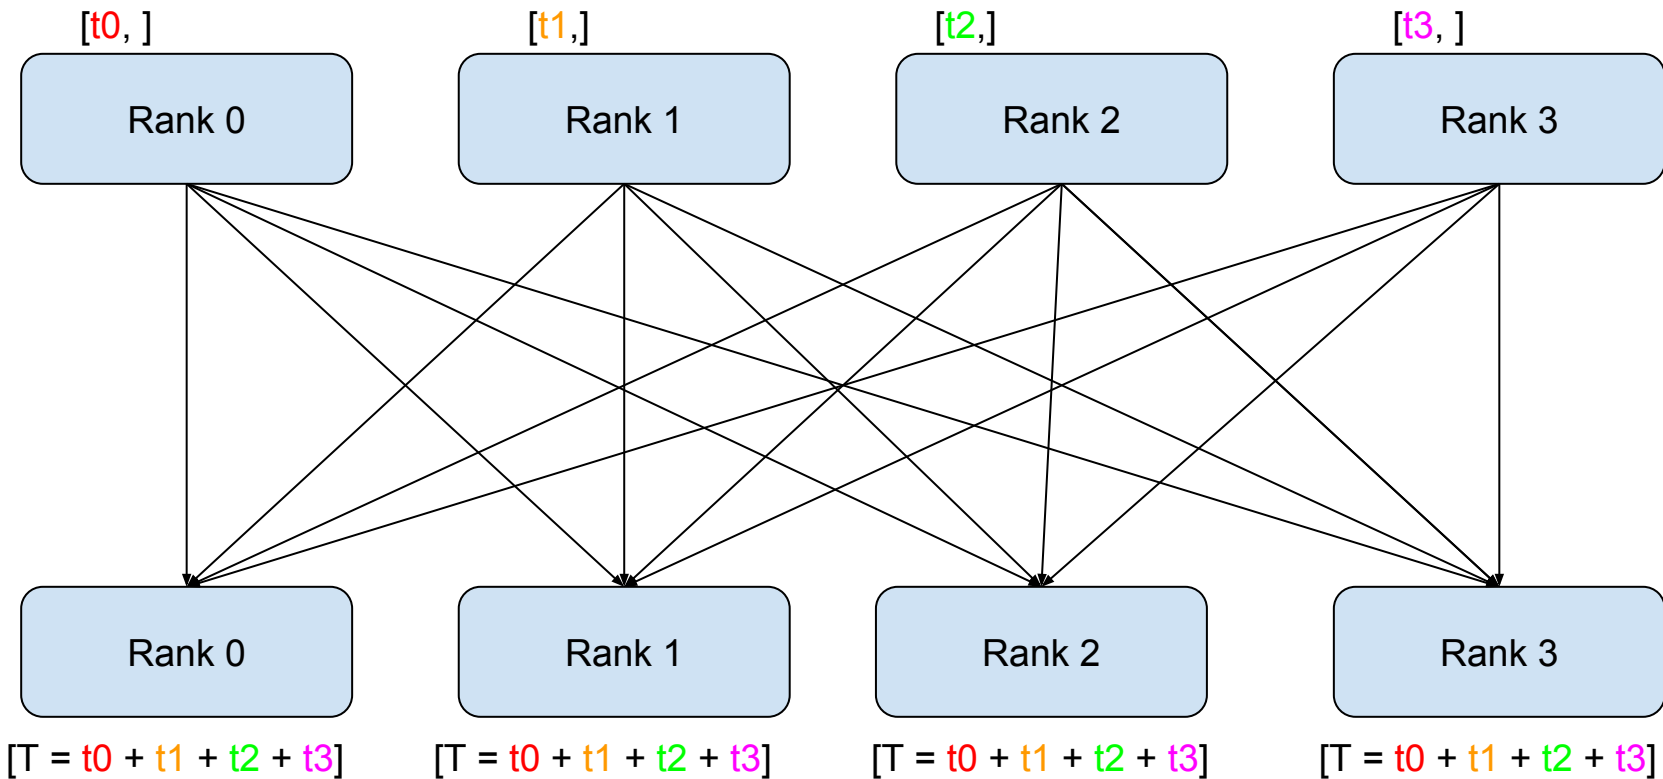 [t0, ] [t1,] [t2,] [t3, ]
Rank 0 Rank 1 Rank 2 Rank 3
Rank 0 Rank 1 Rank 2 Rank 3
[T = t0 + t1 + t2 + t3] [T = t0 + t1 + t2 + t3] [T = t0 + t1 + t2 + t3] [T = t0 + t1 + t2 + t3]